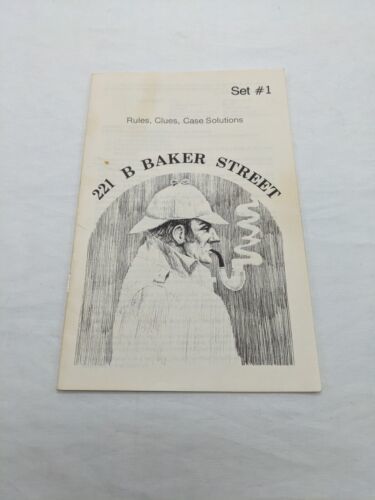 Set #1
Rules, Clues, Case Solutions
221 B BAKER STREET